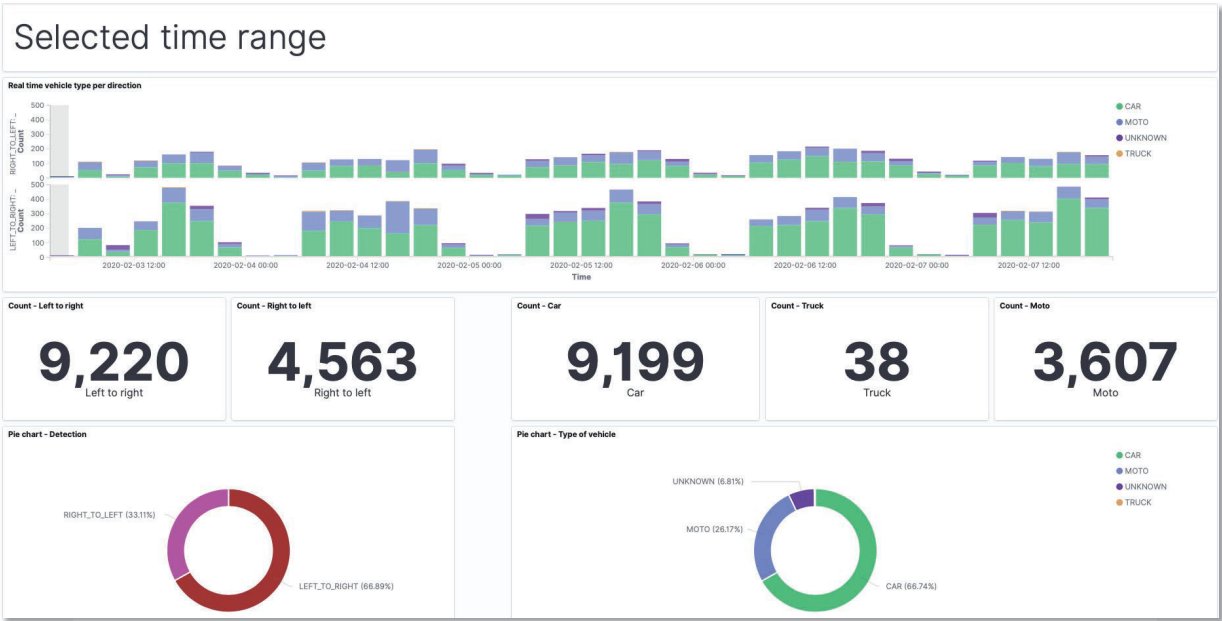 Selected time range
Real time vehicle type per direction
RIGHT_TO_LEFT: _
Count
500
400
300
200
100
0
LEFT_TO_RIGHT: _
Count
500
400
300
200
100
0
2020-02-03 12:00 2020-02-04 00:00 2020-02-04 12:00 2020-02-05 00:00 2020-02-05 12:00 2020-02-06 00:00 2020-02-06 12:00 2020-02-07 00:00 2020-02-07 12:00
Time
CAR
MOTO
UNKNOWN
TRUCK
Count - Left to right
9,220
Left to right
Count - Right to left
4,563
Right to left
Count - Car
9,199
Car
Count - Truck
38
Truck
Count - Moto
3,607
Moto
Pie chart - Detection
RIGHT_TO_LEFT (33.11%)
LEFT_TO_RIGHT (66.89%)
Pie chart - Type of vehicle
UNKNOWN (6.81%)
MOTO (26.17%)
CAR (66.74%)
CAR
MOTO
UNKNOWN
TRUCK